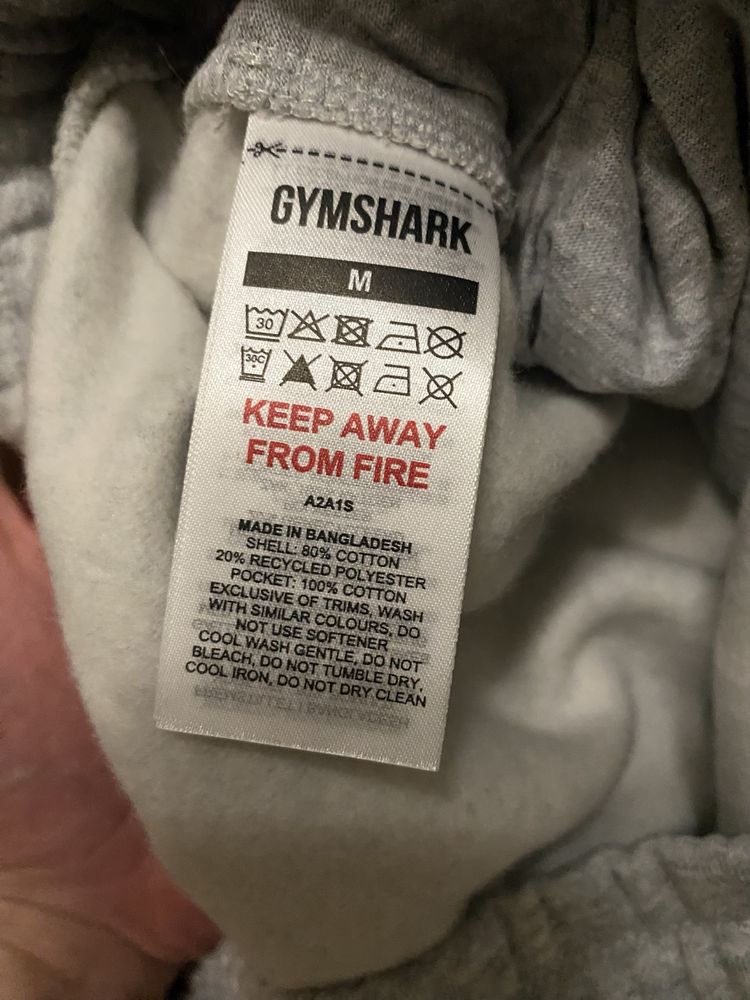 GYMSHARK
M
30
30C
KEEP AWAY
FROM FIRE
A2A1S
MADE IN BANGLADESH
SHELL: 80% COTTON
20% RECYCLED POLYESTER
POCKET: 100% COTTON
EXCLUSIVE OF TRIMS, WASH
WITH SIMILAR COLOURS, DO
NOT USE SOFTENER
COOL WASH GENTLE, DO NOT
BLEACH, DO NOT TUMBLE DRY,
COOL IRON, DO NOT DRY CLEAN